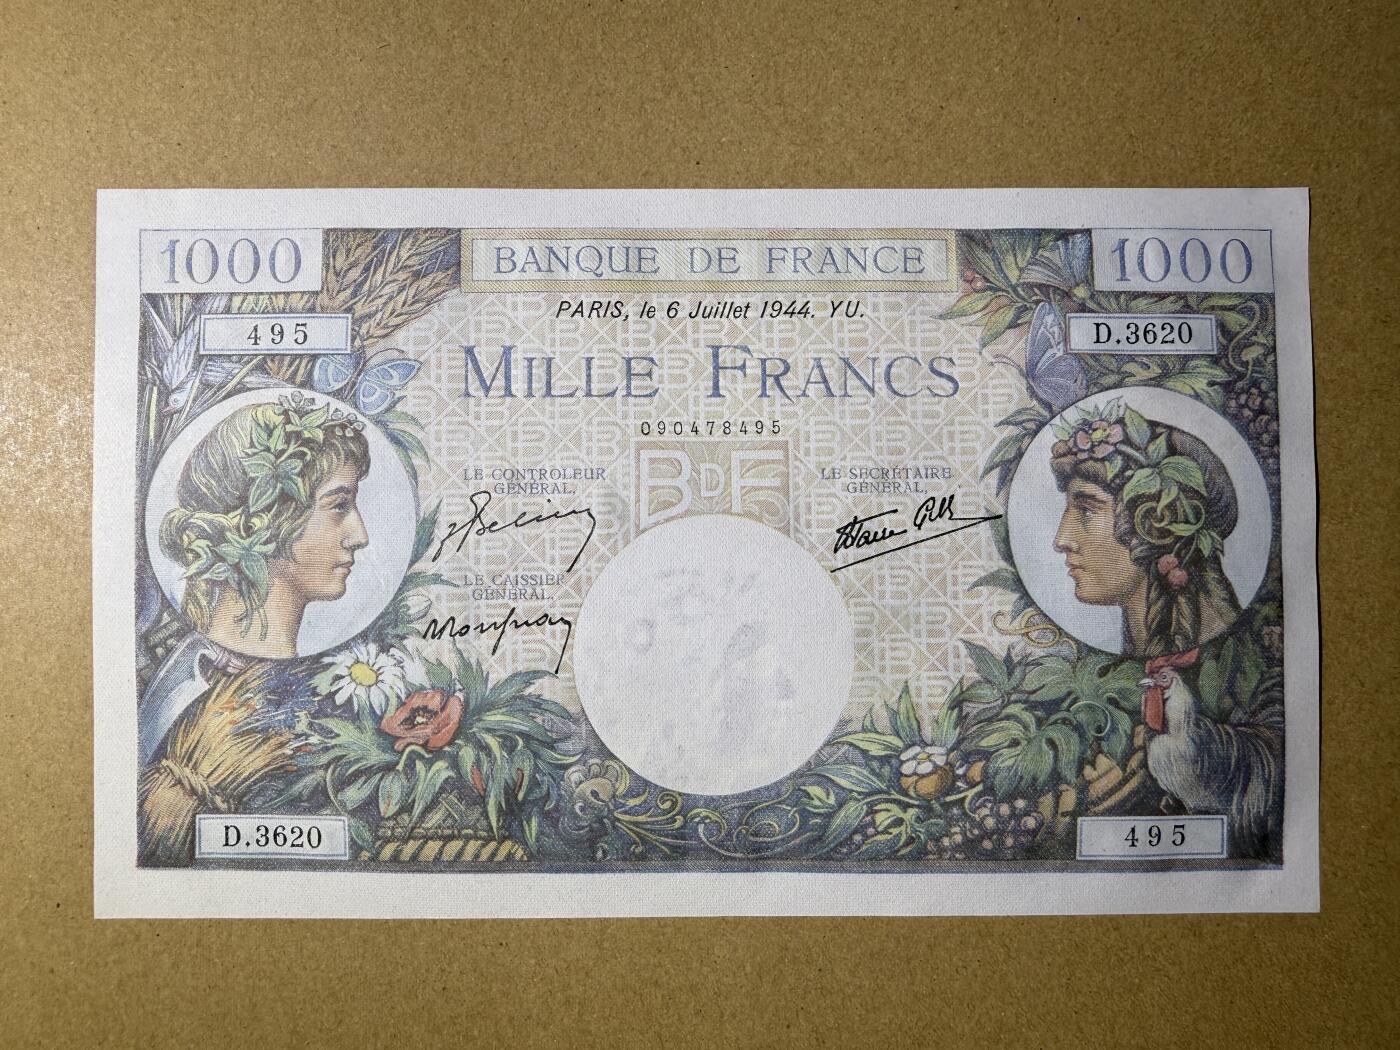 1000
BANQUE DE FRANCE
1000
PARIS, le 6 Juillet 1944. YU.
495
D.3620
MILLE FRANCS
090478495
BDF
LE CONTROLEUR
GÉNÉRAL,
LE SECRÉTAIRE
GÉNÉRAL,
LE CAISSIER
GÉNÉRAL,
D.3620
495